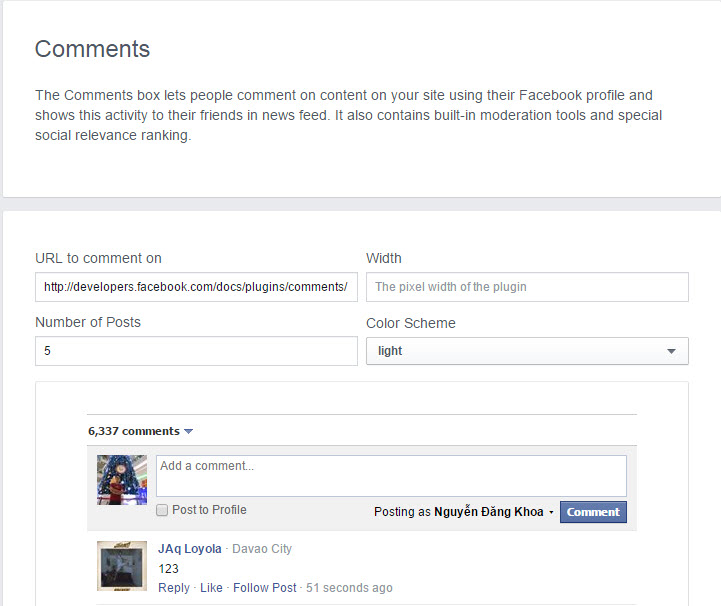 Comments
The Comments box lets people comment on content on your site using their Facebook profile and
shows this activity to their friends in news feed. It also contains built-in moderation tools and special
social relevance ranking.
URL to comment on
Width
http://developers.facebook.com/docs/plugins/comments/
The pixel width of the plugin
Number of Posts
Color Scheme
5
light
6,337 comments
Add a comment...
Post to Profile
Posting as Nguyễn Đăng Khoa
Comment
JAq Loyola · Davao City
123
Reply · Like · Follow Post · 51 seconds ago